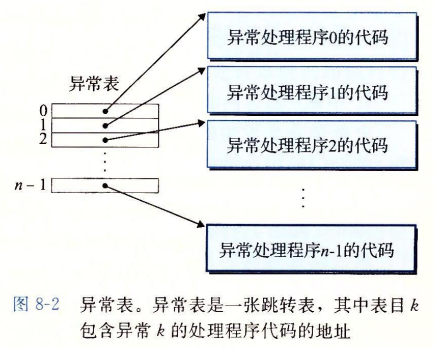 异常处理程序0的代码
异常表
异常处理程序1的代码
0
1
2
异常处理程序2的代码
⋮
⋮
n – 1
异常处理程序n-1的代码
图 8-2 异常表。异常表是一张跳转表，其中表目 k
包含异常 k 的处理程序代码的地址